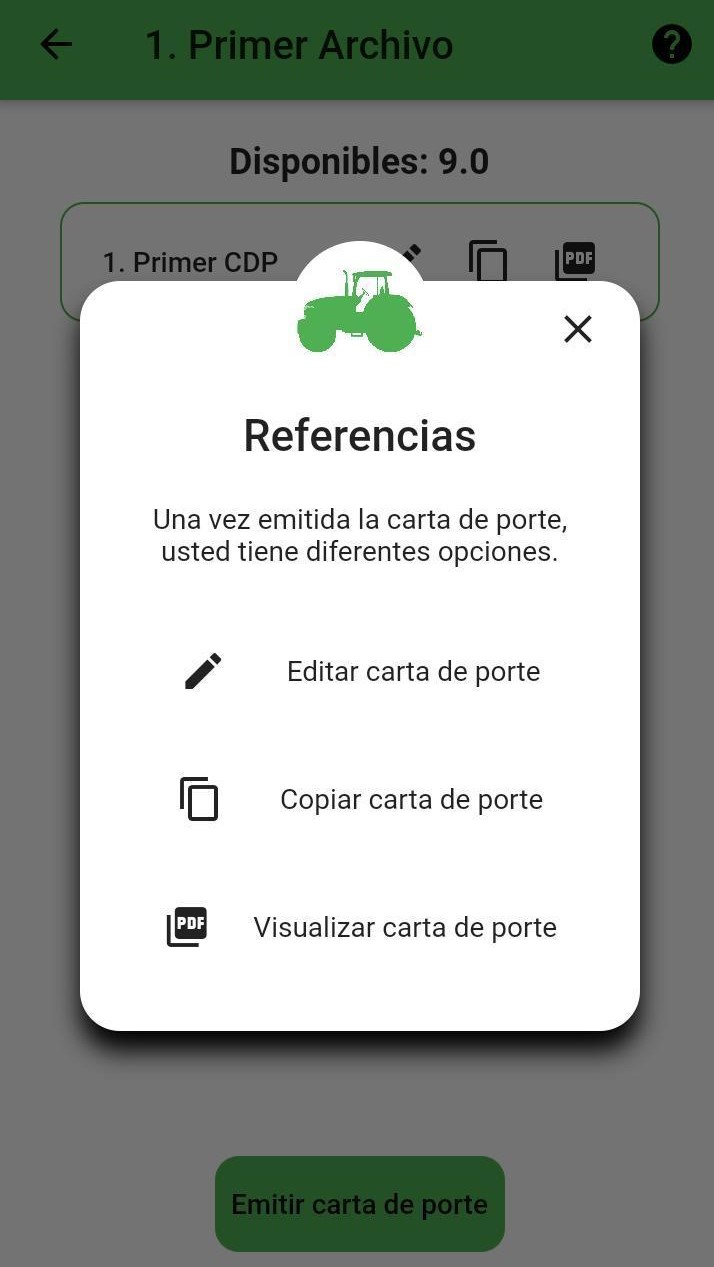 1. Primer Archivo
Disponibles: 9.0
1. Primer CDP
PDF
Referencias
Una vez emitida la carta de porte,
usted tiene diferentes opciones.
Editar carta de porte
Copiar carta de porte
PDF Visualizar carta de porte
Emitir carta de porte